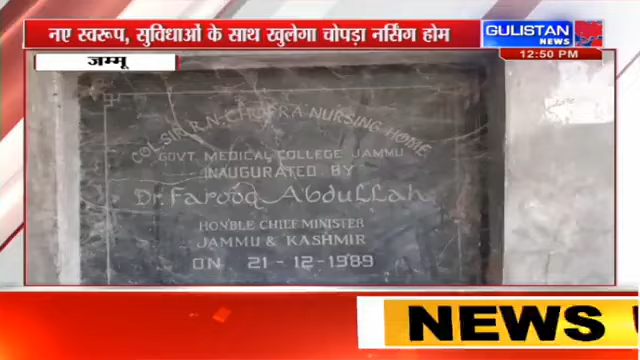 नए स्वरूप, सुविधाओं के साथ खुलेगा चोपड़ा नर्सिंग होम
GULISTAN
NEWS
12:50 PM
जम्मू
COL. SIR R.N. CHOPRA NURSING HOME
GOVT. MEDICAL COLLEGE JAMMU
INAUGURATED BY
Dr. Farooq Abdullah
HON'BLE CHIEF MINISTER
JAMMU & KASHMIR
ON 21-12-1989
NEWS